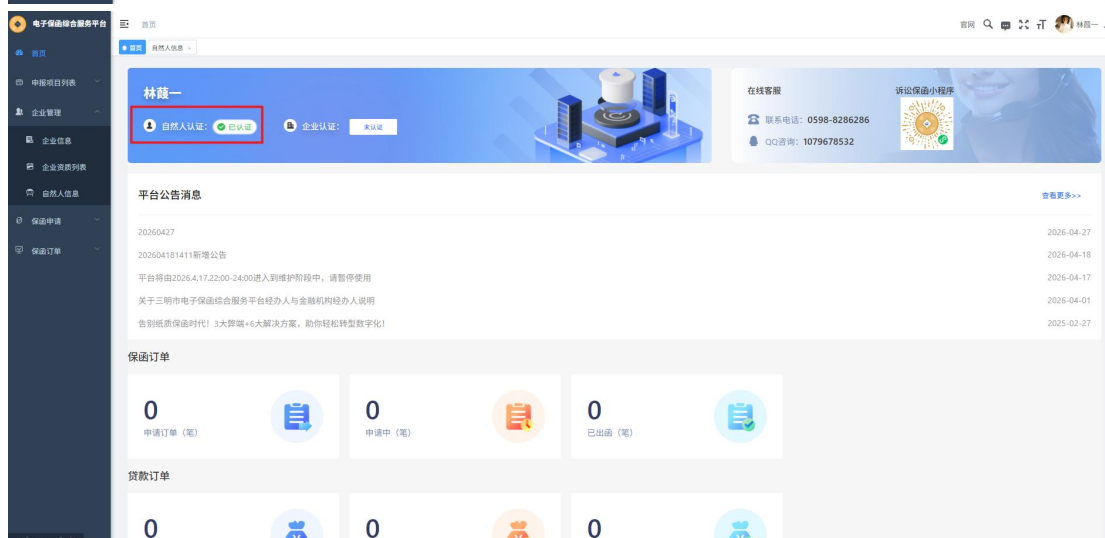 电子保函综合服务平台
首页
官网
林葭一
首页
首页
自然人信息 ×
申报项目列表
企业管理
企业信息
企业资质列表
自然人信息
保函申请
保函订单
林葭一
自然人认证: 已认证
企业认证: 未认证
在线客服
联系电话: 0598-8286286
QQ咨询: 1079678532
诉讼保函小程序
平台公告消息
查看更多>>
20260427
2026-04-27
202604181411新增公告
2026-04-18
平台将由2026.4.17.22:00-24:00进入到维护阶段中，请暂停使用
2026-04-17
关于三明市电子保函综合服务平台经办人与金融机构经办人说明
2026-04-01
告别纸质保函时代！3大弊端+6大解决方案，助你轻松转型数字化！
2025-02-27
保函订单
0
申请订单（笔）
0
申请中（笔）
0
已出函（笔）
贷款订单
0
0
0